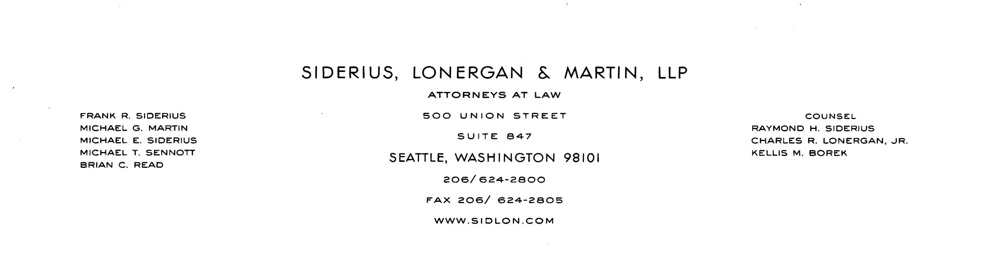 SIDERIUS, LONERGAN & MARTIN, LLP
ATTORNEYS AT LAW
500 UNION STREET
SUITE 847
SEATTLE, WASHINGTON 98101
206/624-2800
FAX 206/ 624-2805
WWW.SIDLON.COM
FRANK R. SIDERIUS
MICHAEL G. MARTIN
MICHAEL E. SIDERIUS
MICHAEL T. SENNOTT
BRIAN C. READ
COUNSEL
RAYMOND H. SIDERIUS
CHARLES R. LONERGAN, JR.
KELLIS M. BOREK